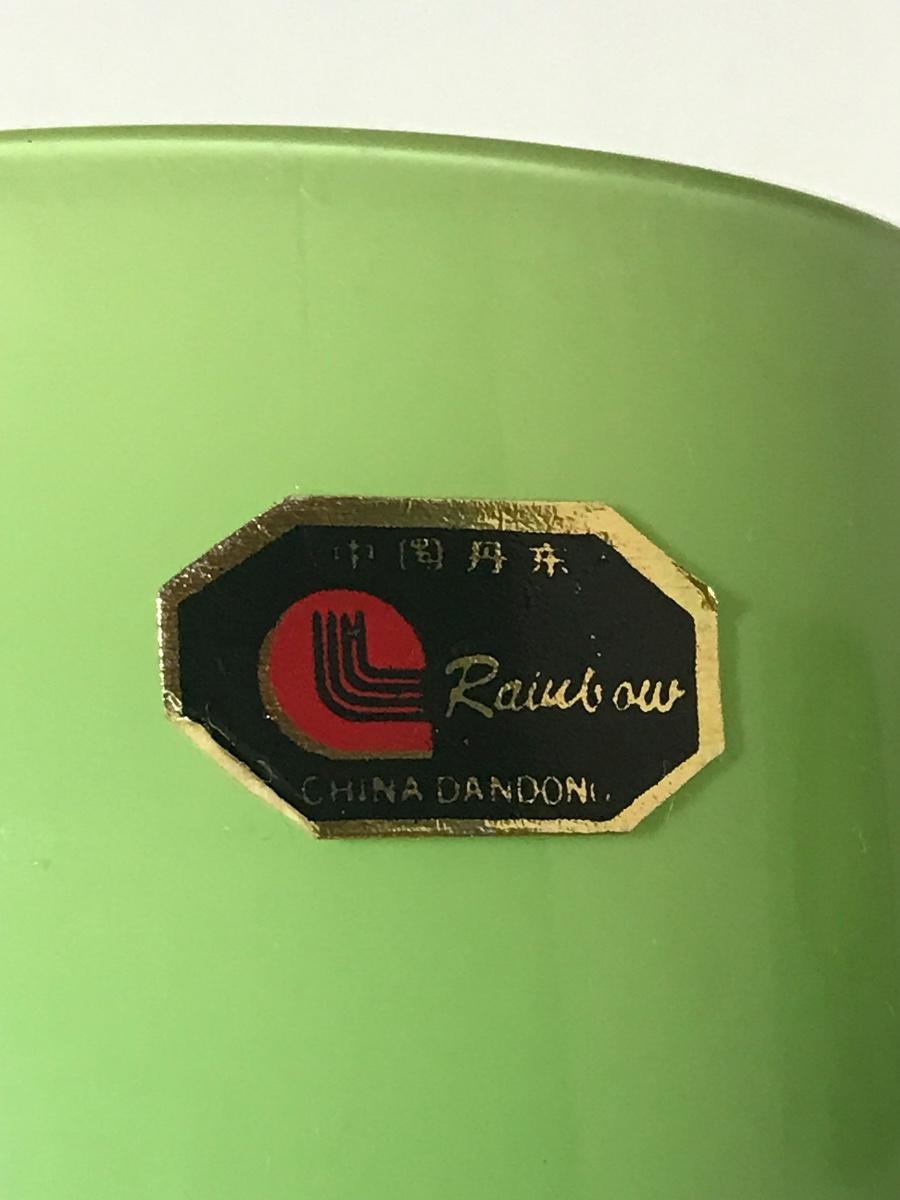 中国丹东
Rainbow
CHINA DANDONG